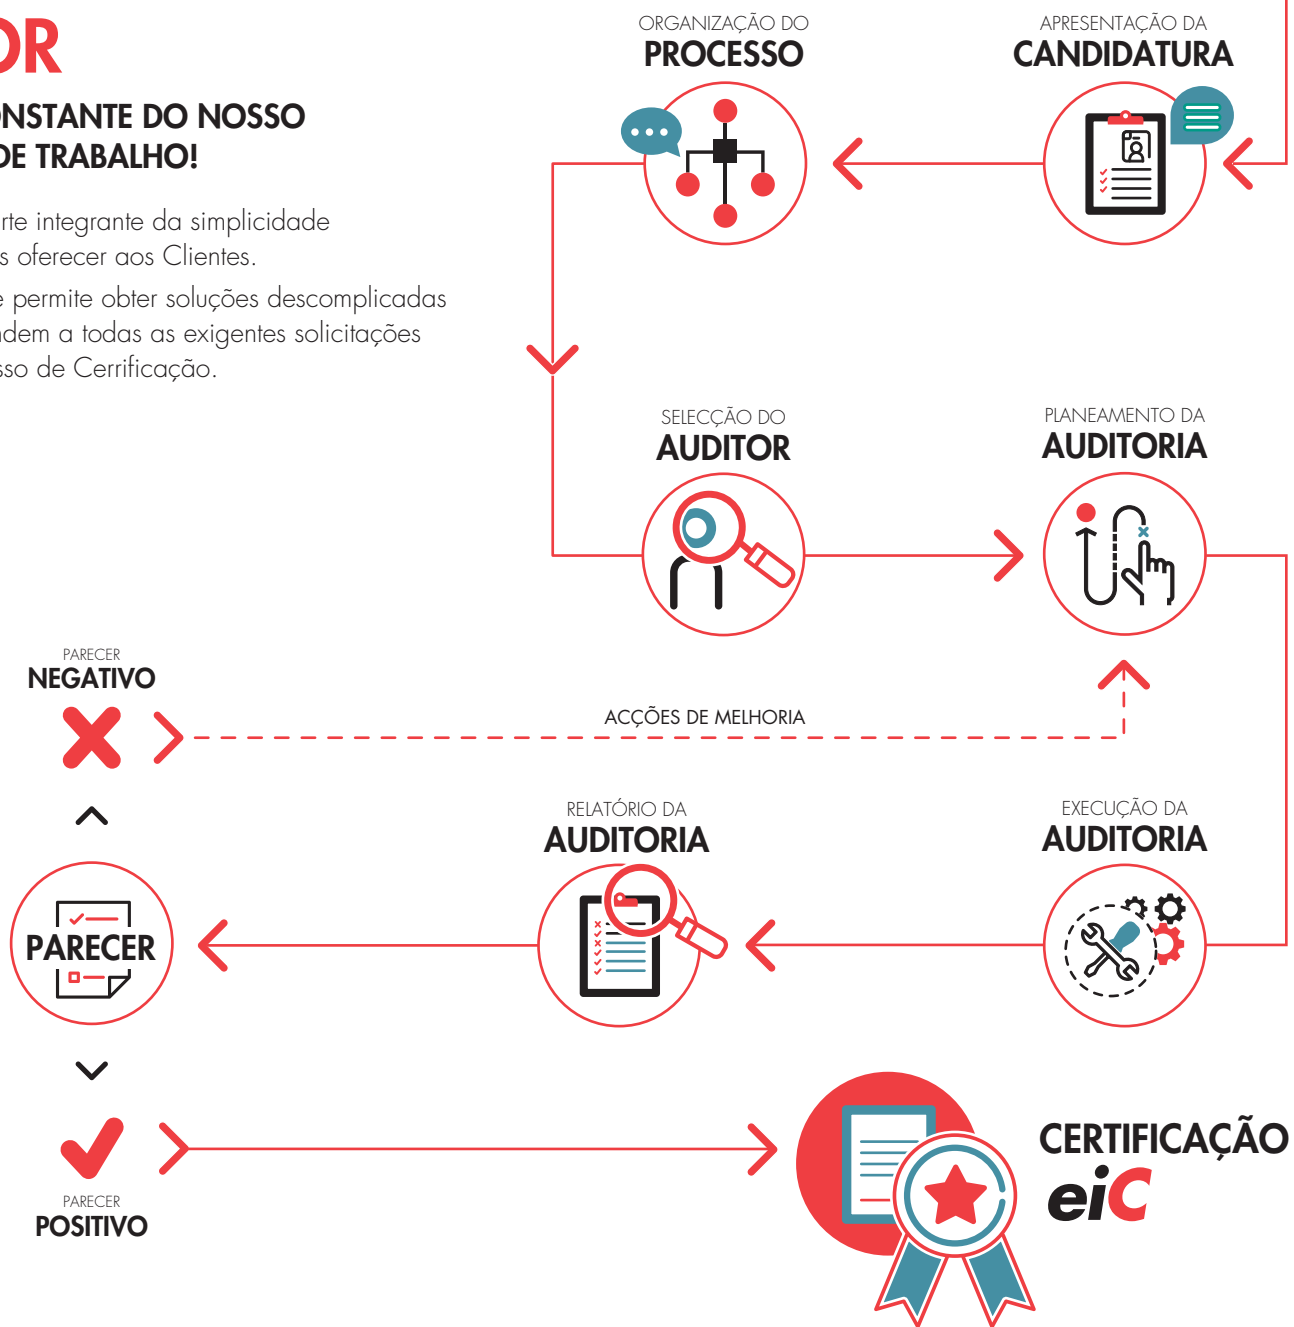 OR
ONSTANTE DO NOSSO
DE TRABALHO!
rte integrante da simplicidade
s oferecer aos Clientes.
e permite obter soluções descomplicadas
ndem a todas as exigentes solicitações
sso de Cerrificação.
ORGANIZAÇÃO DO
PROCESSO
APRESENTAÇÃO DA
CANDIDATURA
SELECÇÃO DO
AUDITOR
PLANEAMENTO DA
AUDITORIA
PARECER
NEGATIVO
ACÇÕES DE MELHORIA
RELATÓRIO DA
AUDITORIA
EXECUÇÃO DA
AUDITORIA
PARECER
PARECER
POSITIVO
CERTIFICAÇÃO
eiC